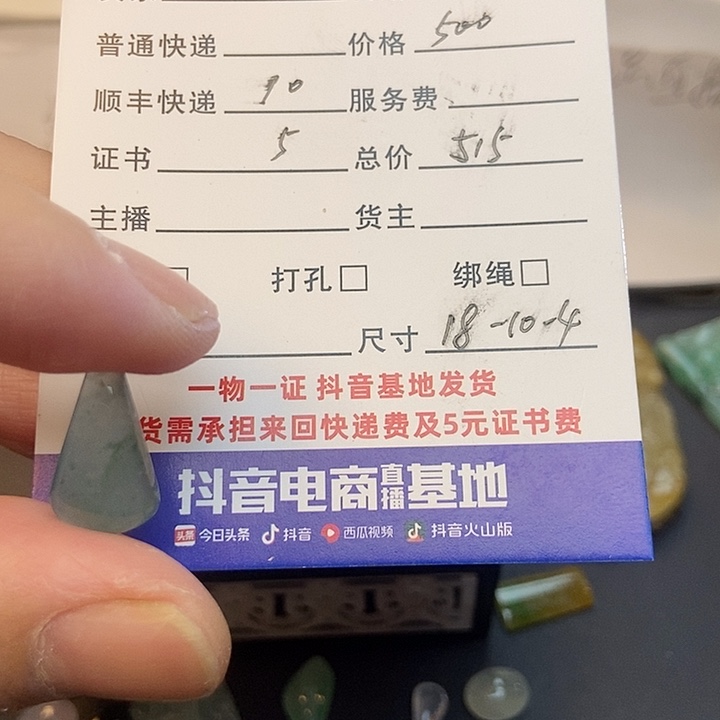 普通快递 价格 500
顺丰快递 10 服务费
证书 5 总价 515
主播 货主
打孔 绑绳
尺寸 18-10-4
一物一证 抖音基地发货
货需承担来回快递费及5元证书费
抖音电商直播基地
头条 今日头条 抖音 西瓜视频 抖音火山版